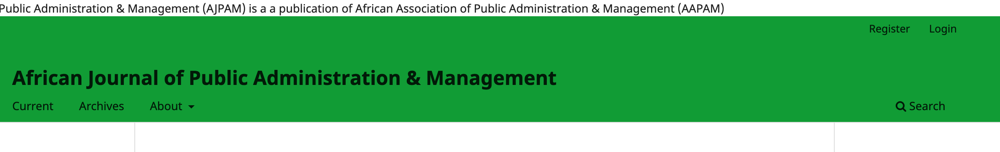 Public Administration & Management (AJPAM) is a a publication of African Association of Public Administration & Management (AAPAM)
Register Login
African Journal of Public Administration & Management
Current Archives About Search